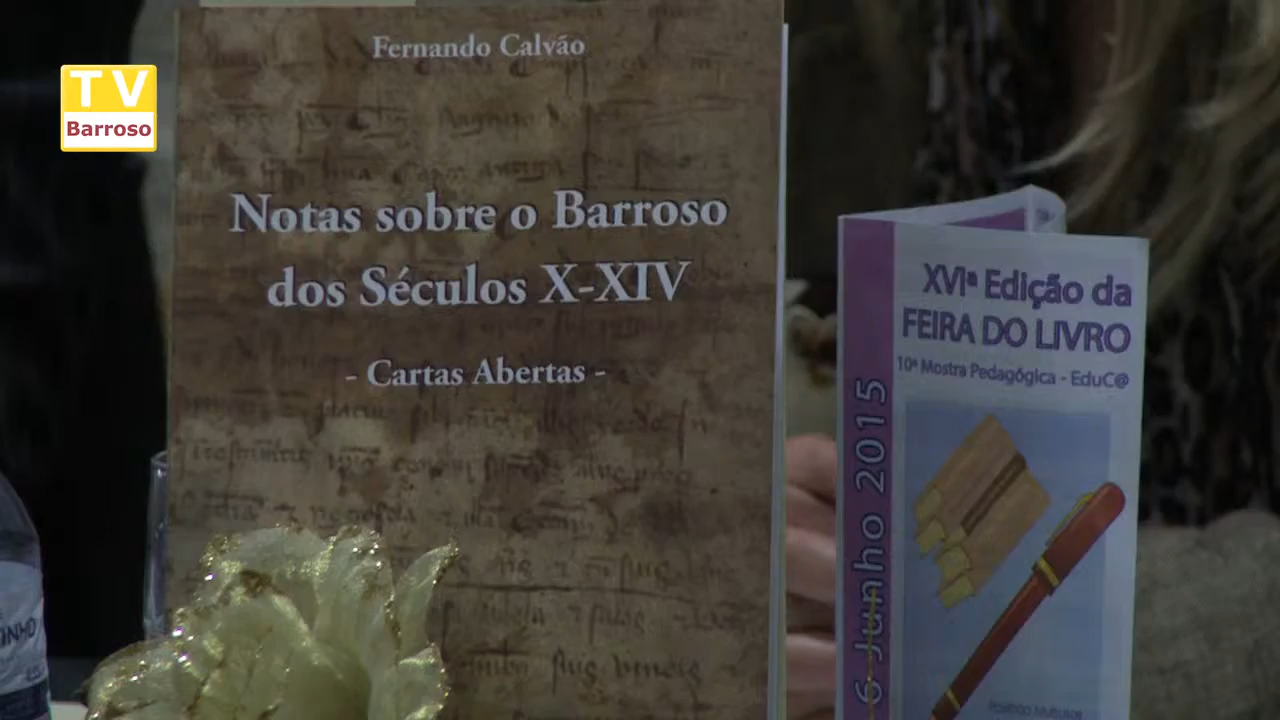 TV
Barroso
Fernando Calvão
Notas sobre o Barroso
dos Séculos X-XIV
- Cartas Abertas -
XVIª Edição da
FEIRA DO LIVRO
10ª Mostra Pedagógica - EduC@
6 Junho 2015